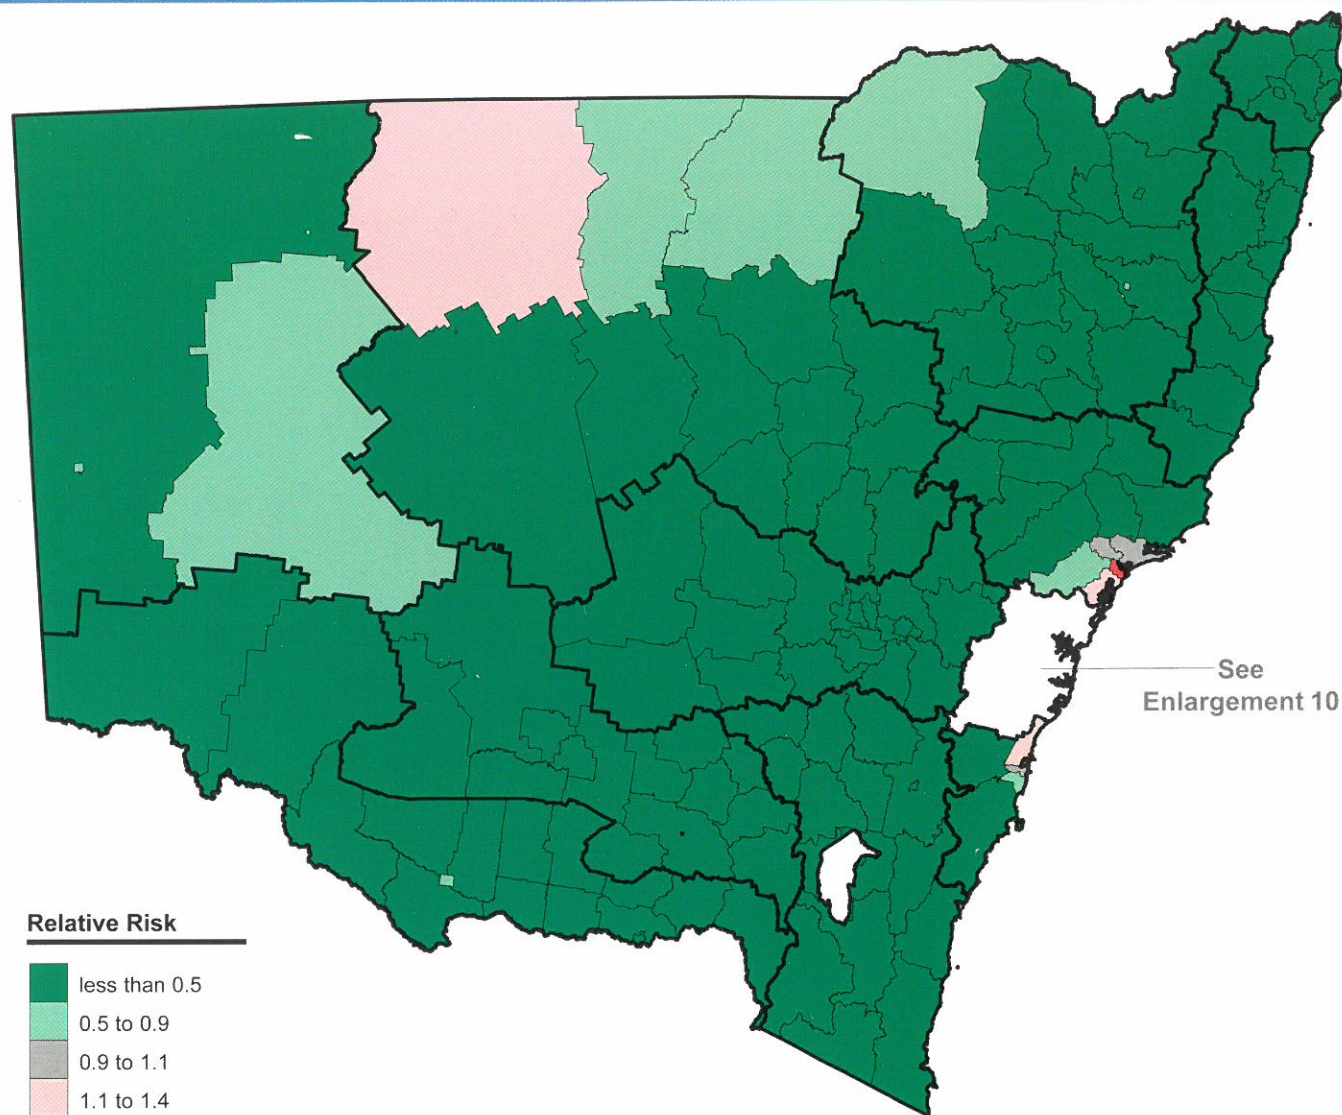 See
Enlargement 10
Relative Risk
less than 0.5
0.5 to 0.9
0.9 to 1.1
1.1 to 1.4